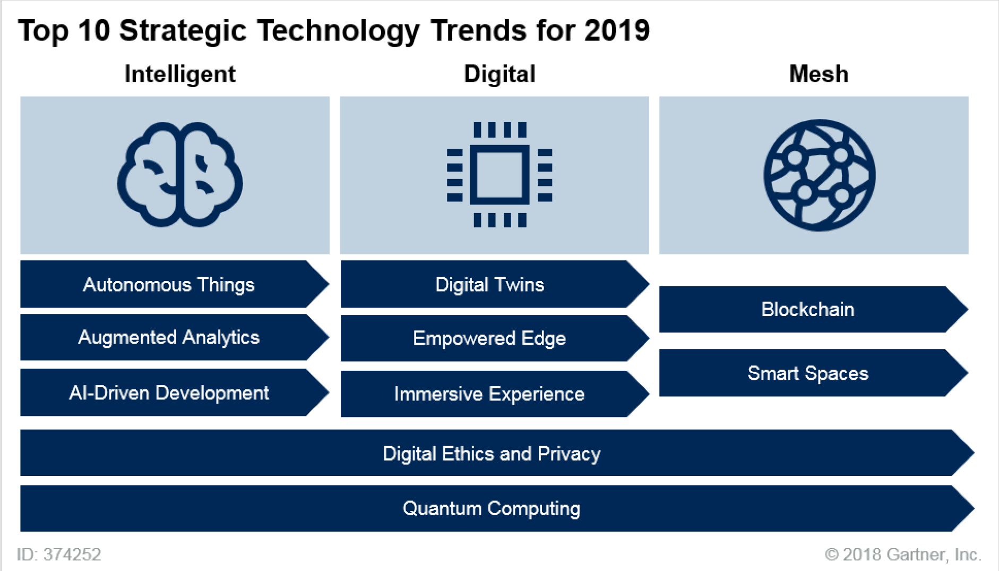 Top 10 Strategic Technology Trends for 2019
Intelligent
Digital
Mesh
Autonomous Things
Augmented Analytics
AI-Driven Development
Digital Twins
Empowered Edge
Immersive Experience
Blockchain
Smart Spaces
Digital Ethics and Privacy
Quantum Computing
ID: 374252
© 2018 Gartner, Inc.